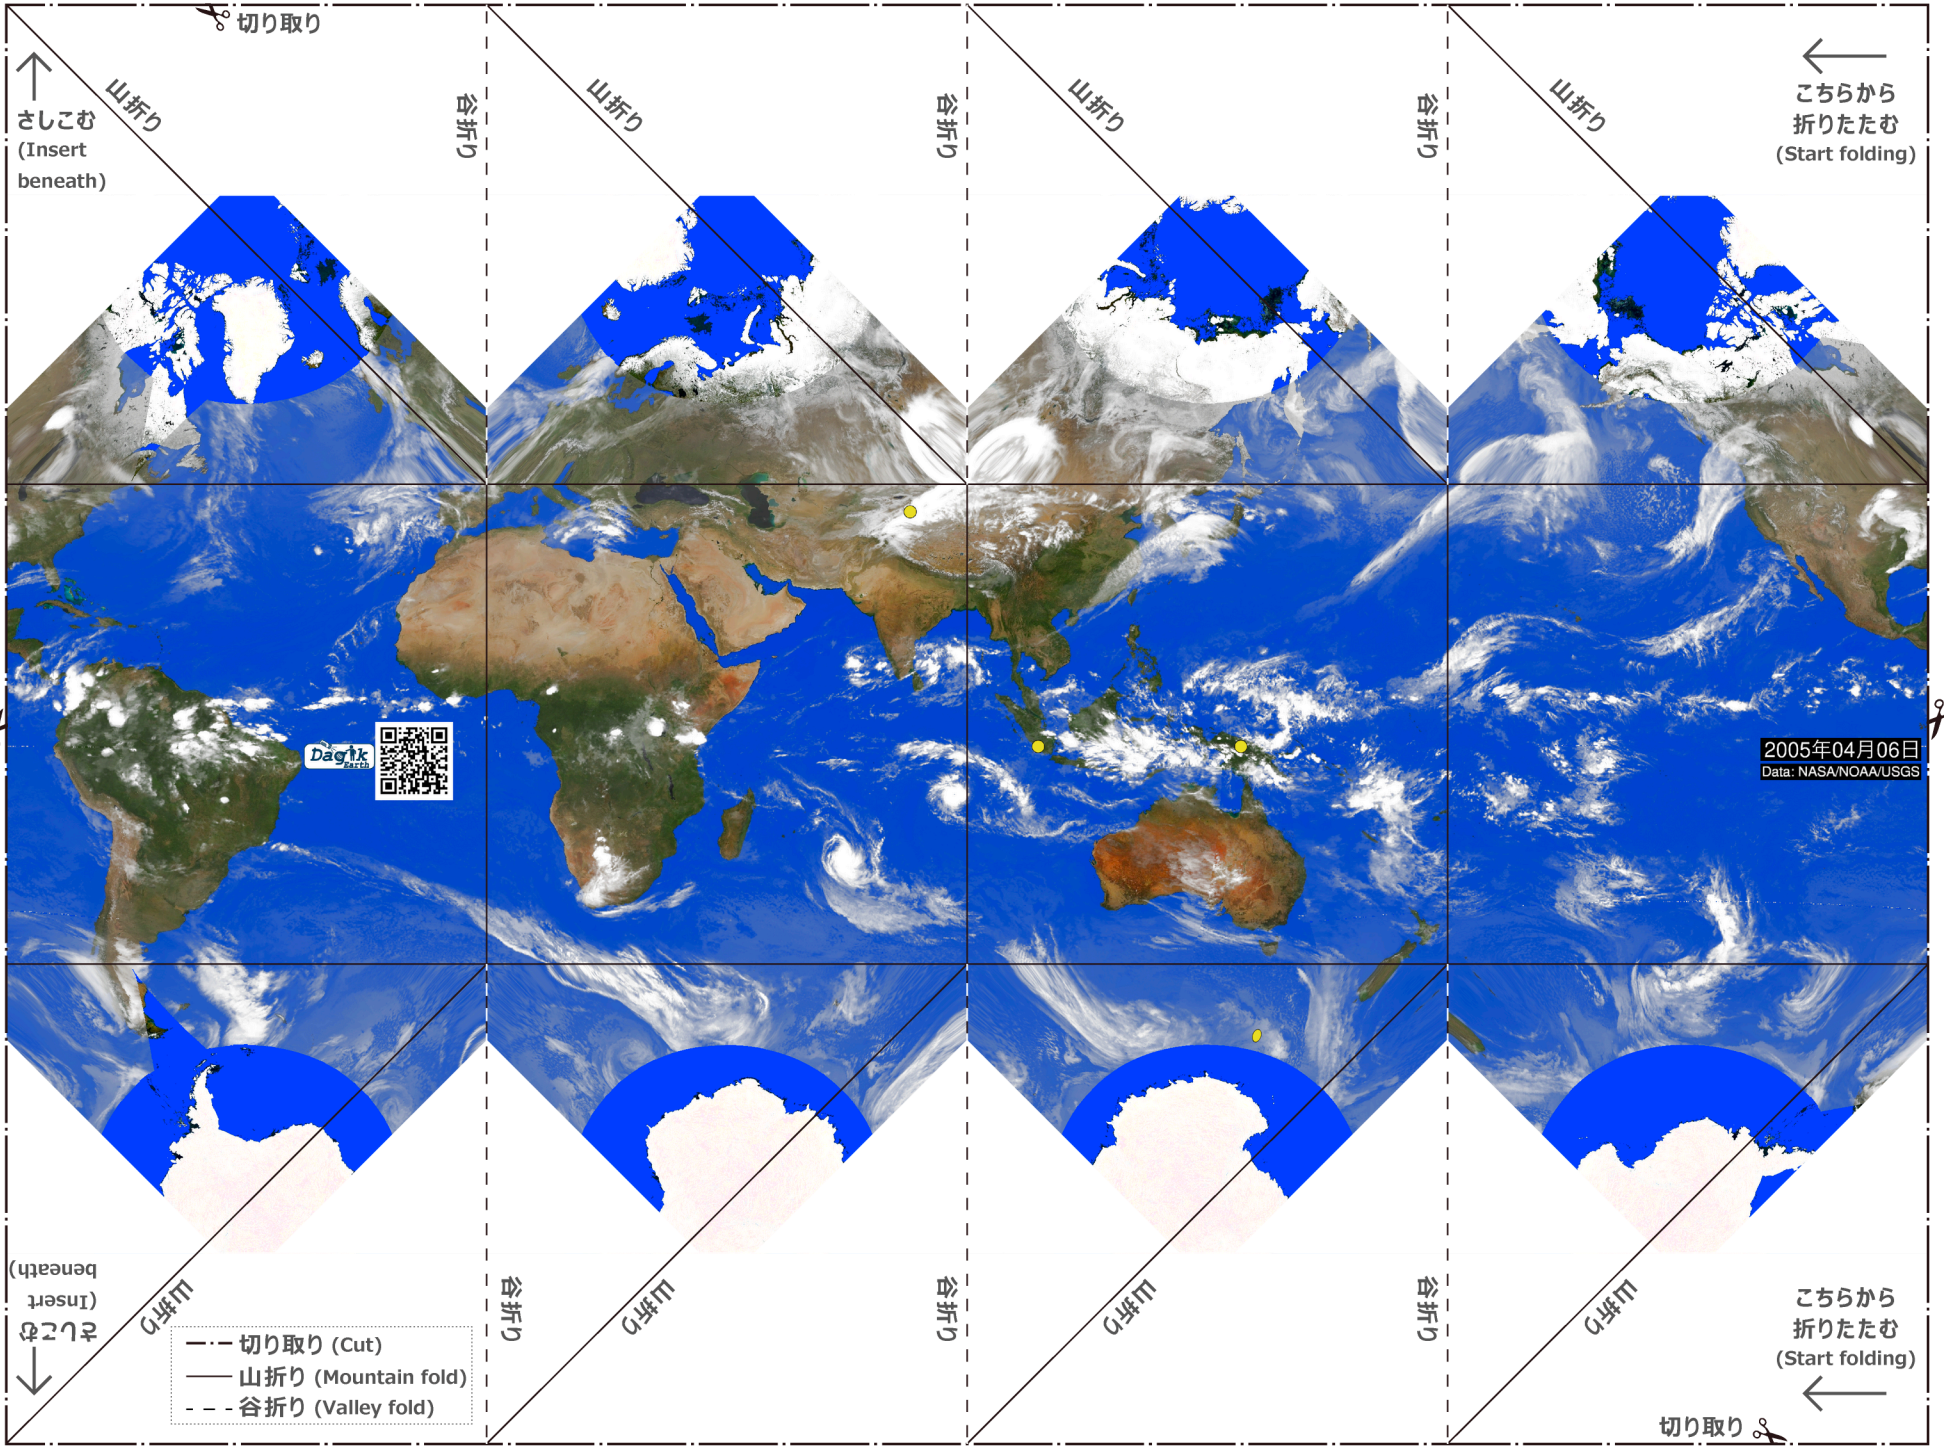 切り取り
さしこむ
(Insert
beneath)
山折り
谷折り
山折り
谷折り
山折り
谷折り
山折り
こちらから
折りたたむ
(Start folding)
Dagik
Earth
2005年04月06日
Data: NASA/NOAA/USGS
さしこむ
(Insert
beneath)
山折り
谷折り
山折り
谷折り
山折り
谷折り
山折り
こちらから
折りたたむ
(Start folding)
切り取り (Cut)
山折り (Mountain fold)
谷折り (Valley fold)
切り取り